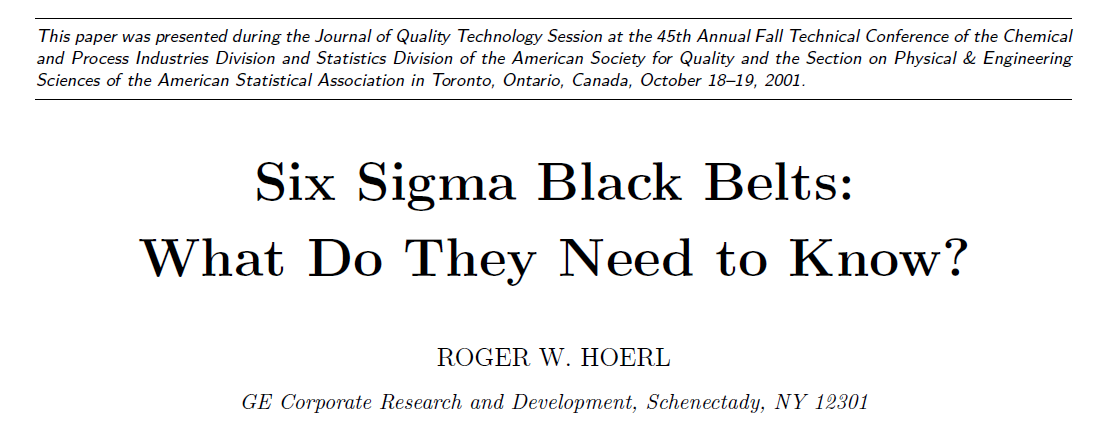 This paper was presented during the Journal of Quality Technology Session at the 45th Annual Fall Technical Conference of the Chemical
and Process Industries Division and Statistics Division of the American Society for Quality and the Section on Physical & Engineering
Sciences of the American Statistical Association in Toronto, Ontario, Canada, October 18–19, 2001.
Six Sigma Black Belts:
What Do They Need to Know?
ROGER W. HOERL
GE Corporate Research and Development, Schenectady, NY 12301